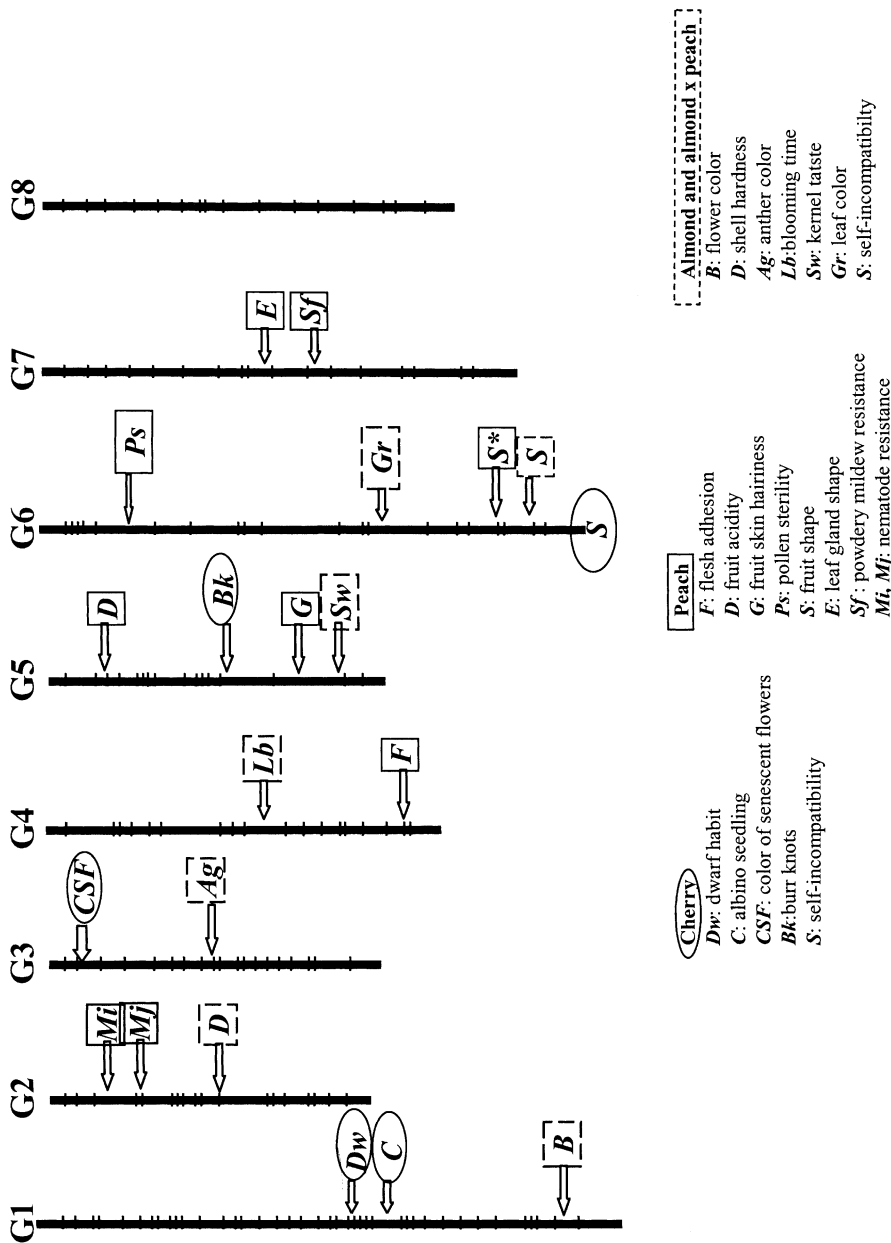 G1
Dw
C
B
G2
Mi
Mj
D
G3
CSF
Ag
G4
Lb
F
G5
D
Bk
G
Sw
G6
Ps
Gr
S*
S
S
G7
E
Sf
G8
Cherry
Dw: dwarf habit
C: albino seedling
CSF: color of senescent flowers
Bk:burr knots
S: self-incompatibility
Peach
F: flesh adhesion
D: fruit acidity
G: fruit skin hairiness
Ps: pollen sterility
S: fruit shape
E: leaf gland shape
Sf : powdery mildew resistance
Mi, Mj: nematode resistance
Almond and almond x peach
B: flower color
D: shell hardness
Ag: anther color
Lb:blooming time
Sw: kernel tatste
Gr: leaf color
S: self-incompatibilty